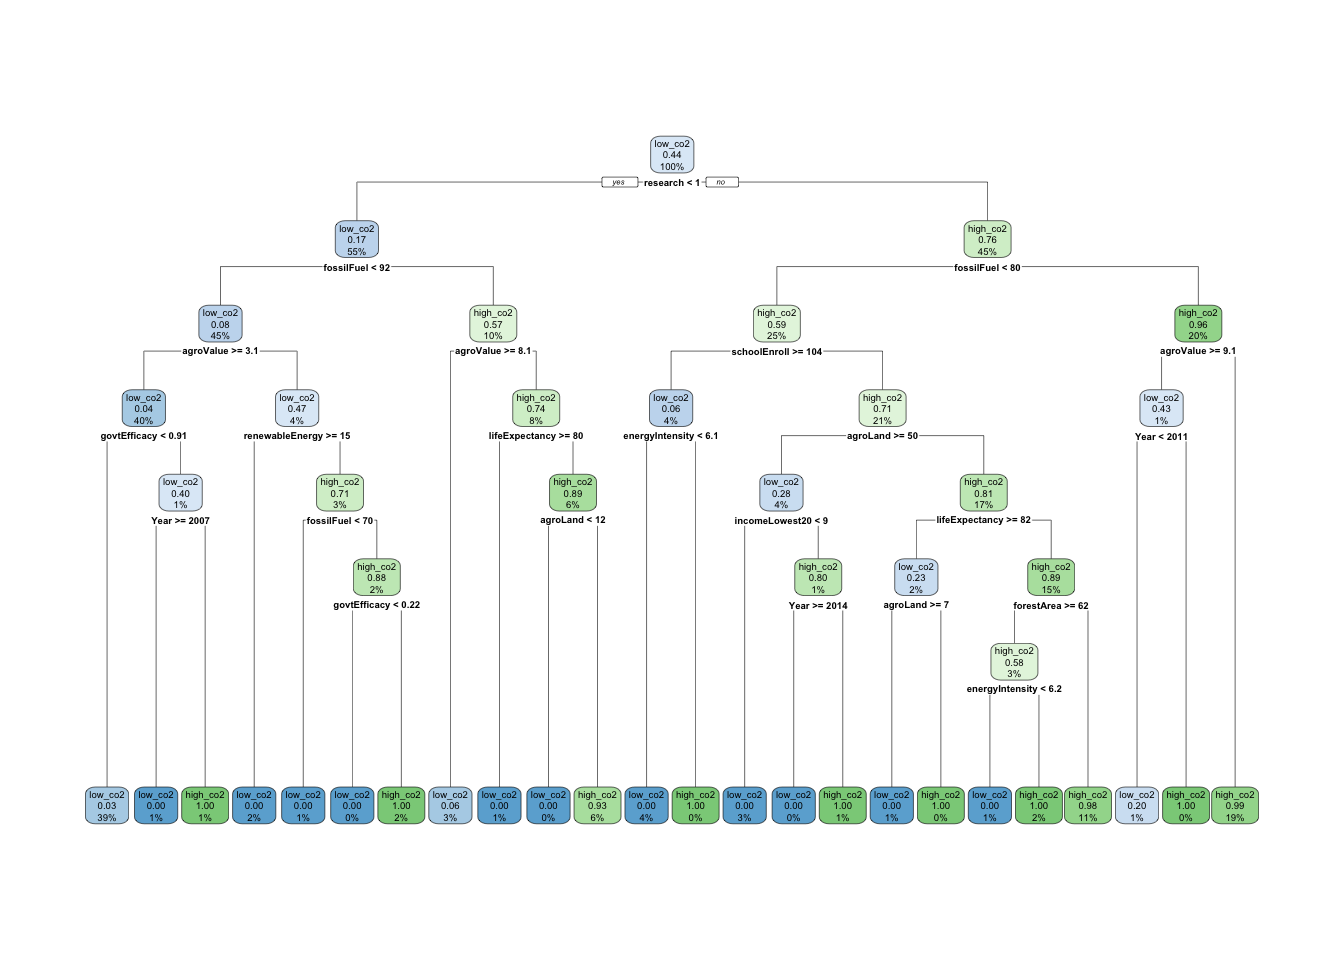 low_co2
0.44
100%
yes
research < 1
no
low_co2
0.17
55%
high_co2
0.76
45%
fossilFuel < 92
fossilFuel < 80
low_co2
0.08
45%
high_co2
0.57
10%
high_co2
0.59
25%
high_co2
0.96
20%
agroValue >= 3.1
agroValue >= 8.1
schoolEnroll >= 104
agroValue >= 9.1
low_co2
0.04
40%
low_co2
0.47
4%
high_co2
0.74
8%
low_co2
0.06
4%
high_co2
0.71
21%
low_co2
0.43
1%
govtEfficacy < 0.91
renewableEnergy >= 15
lifeExpectancy >= 80
energyIntensity < 6.1
agroLand >= 50
Year < 2011
low_co2
0.40
1%
high_co2
0.71
3%
high_co2
0.89
6%
low_co2
0.28
4%
high_co2
0.81
17%
Year >= 2007
fossilFuel < 70
agroLand < 12
incomeLowest20 < 9
lifeExpectancy >= 82
high_co2
0.88
2%
high_co2
0.80
1%
low_co2
0.23
2%
high_co2
0.89
15%
govtEfficacy < 0.22
Year >= 2014
agroLand >= 7
forestArea >= 62
high_co2
0.58
3%
energyIntensity < 6.2
low_co2
0.03
39%
low_co2
0.00
1%
high_co2
1.00
1%
low_co2
0.00
2%
low_co2
0.00
1%
low_co2
0.00
0%
high_co2
1.00
2%
low_co2
0.06
3%
low_co2
0.00
1%
low_co2
0.00
0%
high_co2
0.93
6%
low_co2
0.00
4%
high_co2
1.00
0%
low_co2
0.00
3%
low_co2
0.00
0%
high_co2
1.00
1%
low_co2
0.00
1%
high_co2
1.00
0%
low_co2
0.00
1%
high_co2
1.00
2%
high_co2
0.98
11%
low_co2
0.20
1%
high_co2
1.00
0%
high_co2
0.99
19%